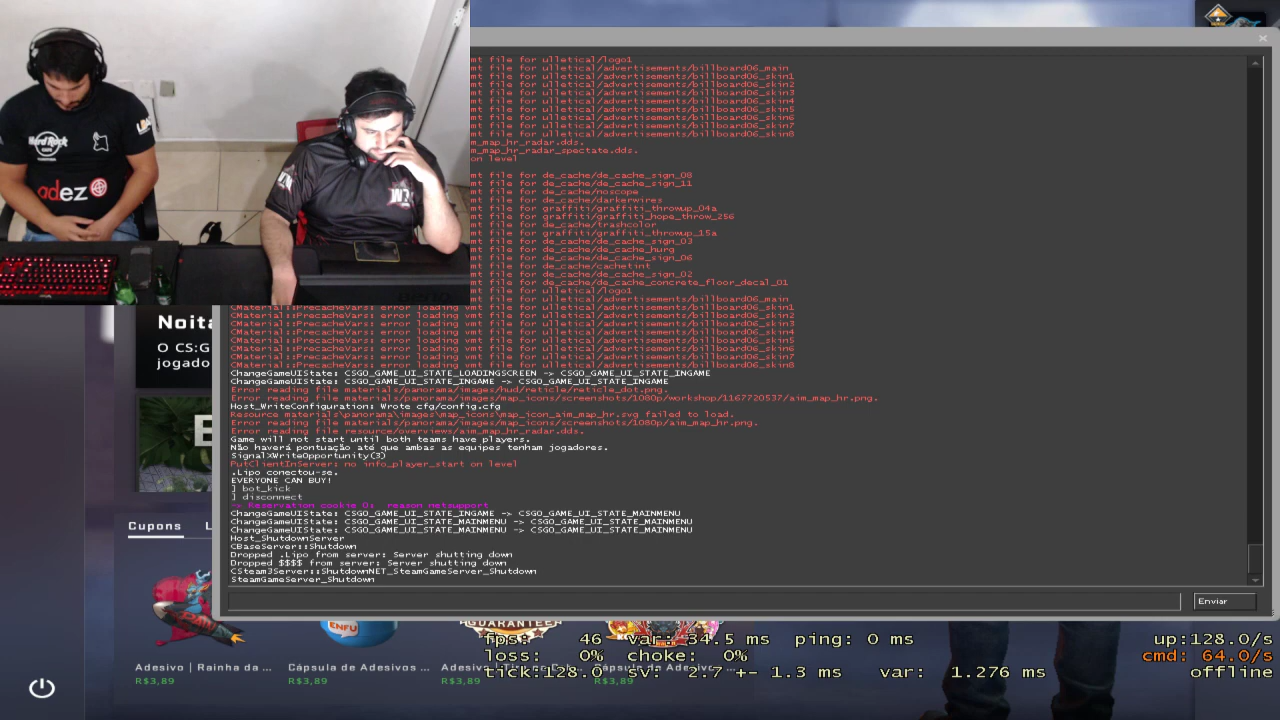 mt file for ulletical/logo1
mt file for ulletical/advertisements/billboard06_main
mt file for ulletical/advertisements/billboard06_skin1
mt file for ulletical/advertisements/billboard06_skin2
mt file for ulletical/advertisements/billboard06_skin3
mt file for ulletical/advertisements/billboard06_skin4
mt file for ulletical/advertisements/billboard06_skin5
mt file for ulletical/advertisements/billboard06_skin6
mt file for ulletical/advertisements/billboard06_skin7
mt file for ulletical/advertisements/billboard06_skin8
m_map_hr_radar.dds.
m_map_hr_radar_spectate.dds.
on level
mt file for de_cache/de_cache_sign_08
mt file for de_cache/de_cache_sign_11
mt file for de_cache/noscope
mt file for de_cache/darkerwires
mt file for graffiti/graffiti_throwup_04a
mt file for graffiti/graffiti_hope_throw_256
mt file for de_cache/trashcolor
mt file for graffiti/graffiti_throwup_15a
mt file for de_cache/de_cache_sign_03
mt file for de_cache/de_cache_hurg
mt file for de_cache/de_cache_sign_06
mt file for de_cache/cachetint
mt file for de_cache/de_cache_sign_02
mt file for de_cache/de_cache_concrete_floor_decal_01
mt file for ulletical/logo1
mt file for ulletical/advertisements/billboard06_main
CMaterial::PrecacheVars: error loading vmt file for ulletical/advertisements/billboard06_skin1
CMaterial::PrecacheVars: error loading vmt file for ulletical/advertisements/billboard06_skin2
CMaterial::PrecacheVars: error loading vmt file for ulletical/advertisements/billboard06_skin3
CMaterial::PrecacheVars: error loading vmt file for ulletical/advertisements/billboard06_skin4
CMaterial::PrecacheVars: error loading vmt file for ulletical/advertisements/billboard06_skin5
CMaterial::PrecacheVars: error loading vmt file for ulletical/advertisements/billboard06_skin6
CMaterial::PrecacheVars: error loading vmt file for ulletical/advertisements/billboard06_skin7
CMaterial::PrecacheVars: error loading vmt file for ulletical/advertisements/billboard06_skin8
ChangeGameUIState: CSGO_GAME_UI_STATE_LOADINGSCREEN -> CSGO_GAME_UI_STATE_INGAME
ChangeGameUIState: CSGO_GAME_UI_STATE_INGAME -> CSGO_GAME_UI_STATE_INGAME
Error reading file materials/panorama/images/hud/reticle/reticle_dot.png.
Error reading file materials/panorama/images/map_icons/screenshots/1080p/workshop/1167720537/aim_map_hr.png.
Host_WriteConfiguration: Wrote cfg/config.cfg
Resource materials\panorama\images\map_icons\map_icon_aim_map_hr.svg failed to load.
Error reading file materials/panorama/images/map_icons/screenshots/1080p/aim_map_hr.png.
Error reading file resource/overviews/aim_map_hr_radar.dds.
Game will not start until both teams have players.
Não haverá pontuação até que ambas as equipes tenham jogadores.
SignalXWriteOpportunity(3)
PutClientInServer: no info_player_start on level
.Lipo conectou-se.
EVERYONE CAN BUY!
] bot_kick
] disconnect
-> Reservation cookie 0:  reason netsupport
ChangeGameUIState: CSGO_GAME_UI_STATE_INGAME -> CSGO_GAME_UI_STATE_MAINMENU
ChangeGameUIState: CSGO_GAME_UI_STATE_MAINMENU -> CSGO_GAME_UI_STATE_MAINMENU
ChangeGameUIState: CSGO_GAME_UI_STATE_MAINMENU -> CSGO_GAME_UI_STATE_MAINMENU
Host_ShutdownServer
CBaseServer::Shutdown
Dropped .Lipo from server: Server shutting down
Dropped $$$$ from server: Server shutting down
CSteam3Server::ShutdownNET_SteamGameServer_Shutdown
SteamGameServer_Shutdown
Enviar
Hard Rock
adez
Noita
O CS:G
jogado
Cupons L
ENFU
GUARANTEE
Adesivo | Rainha da ...
R$3,89
Cápsula de Adesivos ...
R$3,89
R$3,89
R$3,89
fps: 46 var: 34.5 ms ping: 0 ms
loss: 0% choke: 0%
tick:128.0 sv: 2.7 +- 1.3 ms var: 1.276 ms
up:128.0/s
cmd: 64.0/s
offline